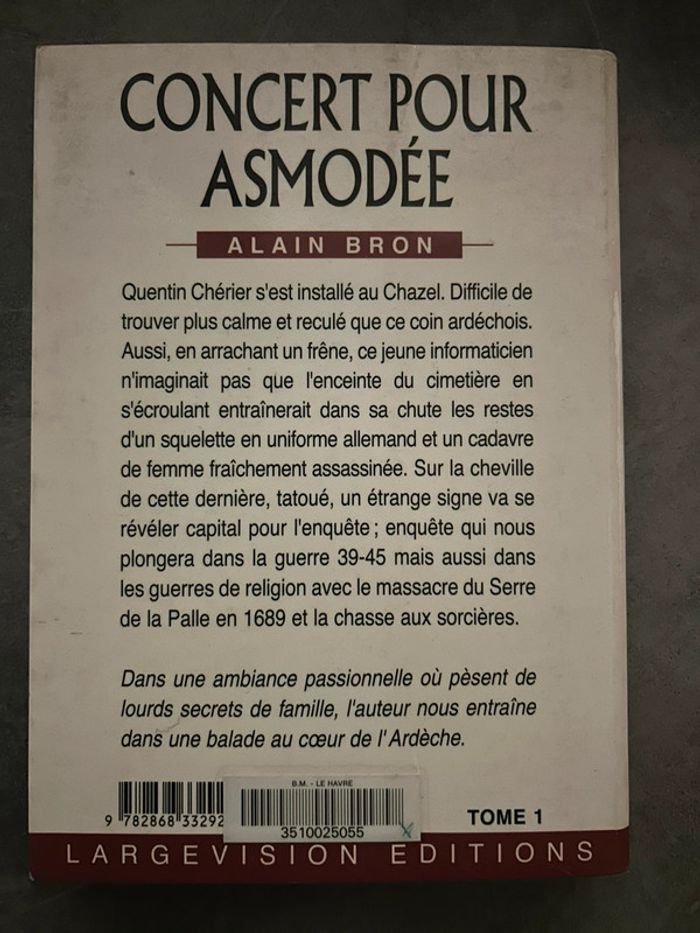 CONCERT POUR
ASMODÉE
ALAIN BRON
Quentin Chérier s'est installé au Chazel. Difficile de
trouver plus calme et reculé que ce coin ardéchois.
Aussi, en arrachant un frêne, ce jeune informaticien
n'imaginait pas que l'enceinte du cimetière en
s'écroulant entraînerait dans sa chute les restes
d'un squelette en uniforme allemand et un cadavre
de femme fraîchement assassinée. Sur la cheville
de cette dernière, tatoué, un étrange signe va se
révéler capital pour l'enquête ; enquête qui nous
plongera dans la guerre 39-45 mais aussi dans
les guerres de religion avec le massacre du Serre
de la Palle en 1689 et la chasse aux sorcières.
Dans une ambiance passionnelle où pèsent de
lourds secrets de famille, l'auteur nous entraîne
dans une balade au cœur de l'Ardèche.
B.M. - LE HAVRE
9 782868 33292
3510025055
TOME 1
LARGEVISION EDITIONS